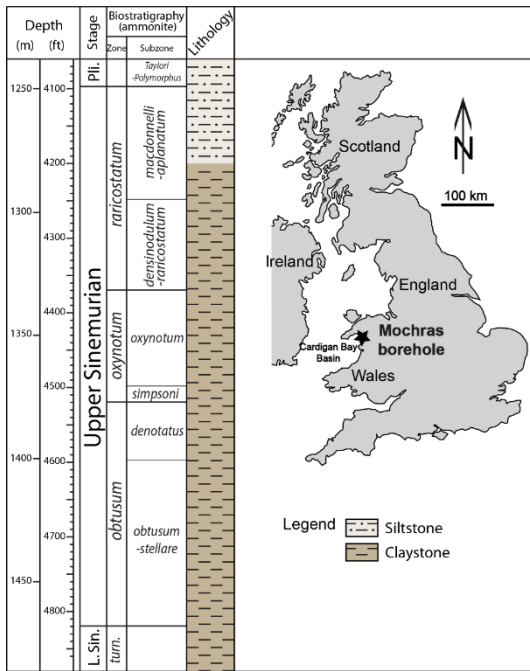 Depth
(m) (ft)
Stage
Biostratigraphy
(ammonite)
Zone
Subzone
Lithology
1250
1300
1350
1400
1450
4100
4200
4300
4400
4500
4600
4700
4800
Pli.
Upper Sinemurian
L. Sin.
raricostatum
oxynotum
obtusum
turn.
Taylori
-Polymorphus
macdonnelli
-aplanatum
densinodulum
-raricostatum
oxynotum
simpsoni
denotatus
obtusum
-stellare
Scotland
N
100 km
Ireland
England
Mochras
borehole
Cardigan Bay
Basin
Wales
Legend
Siltstone
Claystone